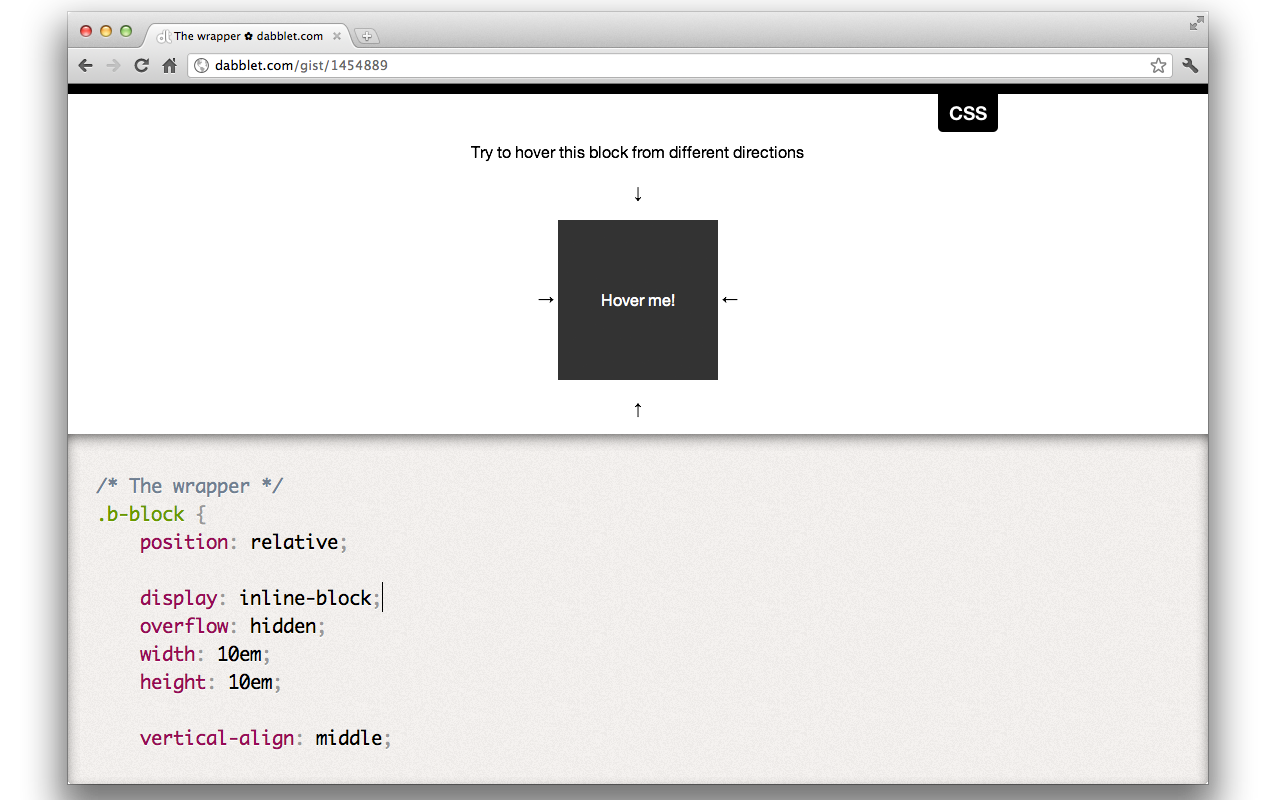 The wrapper ✿ dabblet.com
dabblet.com/gist/1454889
CSS
Try to hover this block from different directions
↓
→ Hover me! ←
↑
/* The wrapper */
.b-block {
position: relative;
display: inline-block;
overflow: hidden;
width: 10em;
height: 10em;
vertical-align: middle;